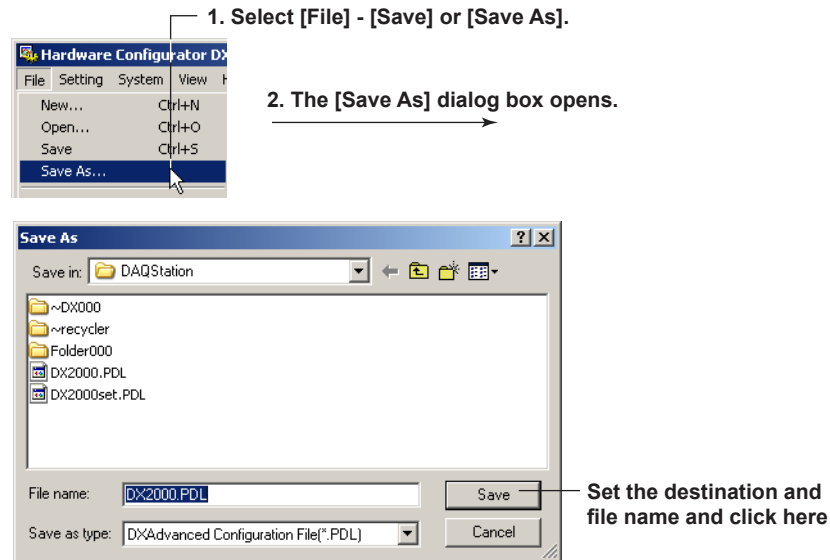 1. Select [File] - [Save] or [Save As].
Hardware Configurator DX
File Setting System View H
New... Ctrl+N
Open... Ctrl+O
Save Ctrl+S
Save As...
2. The [Save As] dialog box opens.
Save As
Save in: DAQStation
~DX000
~recycler
Folder000
DX2000.PDL
DX2000set.PDL
File name: DX2000.PDL Save
Save as type: DXAdvanced Configuration File(*.PDL) Cancel
Set the destination and
file name and click here